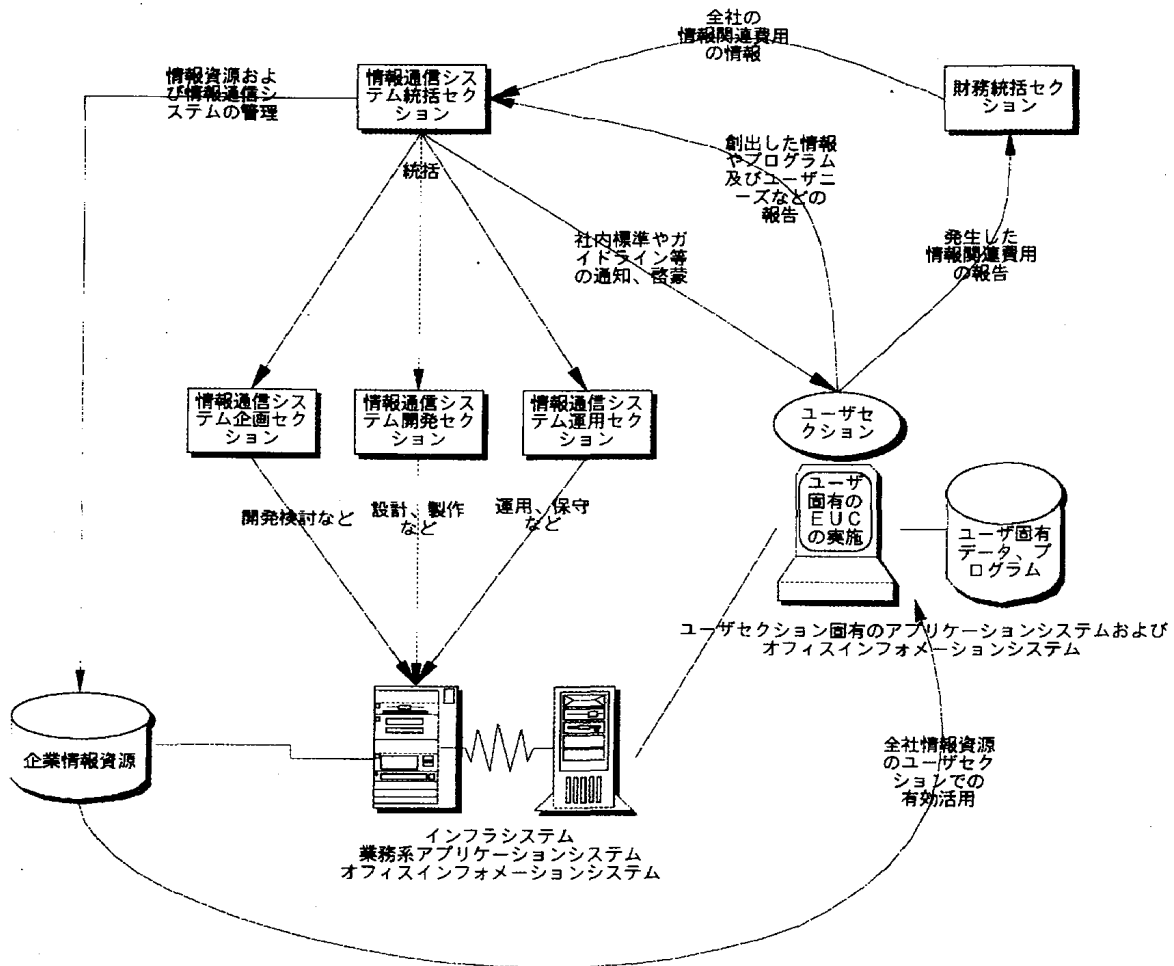 全社の
情報関連費用
の情報
情報資源およ
び情報通信シ
ステムの管理
情報通信シス
テム統括セク
ション
財務統括セク
ション
統括
創出した情報
やプログラム
及びユーザニ
ーズなどの
報告
社内標準やガ
イドライン等
の通知、啓蒙
発生した
情報関連費用
の報告
情報通信シス
テム企画セク
ション
情報通信シス
テム開発セク
ション
情報通信シス
テム運用セク
ション
ユーザセ
クション
開発検討など
設計、製作
など
運用、保守
など
ユーザ
固有の
EUC
の実施
ユーザ固有
データ、プ
ログラム
ユーザセクション固有のアプリケーションシステムおよび
オフィスインフォメーションシステム
企業情報資源
全社情報資源
のユーザセク
ションでの
有効活用
インフラシステム
業務系アプリケーションシステム
オフィスインフォメーションシステム